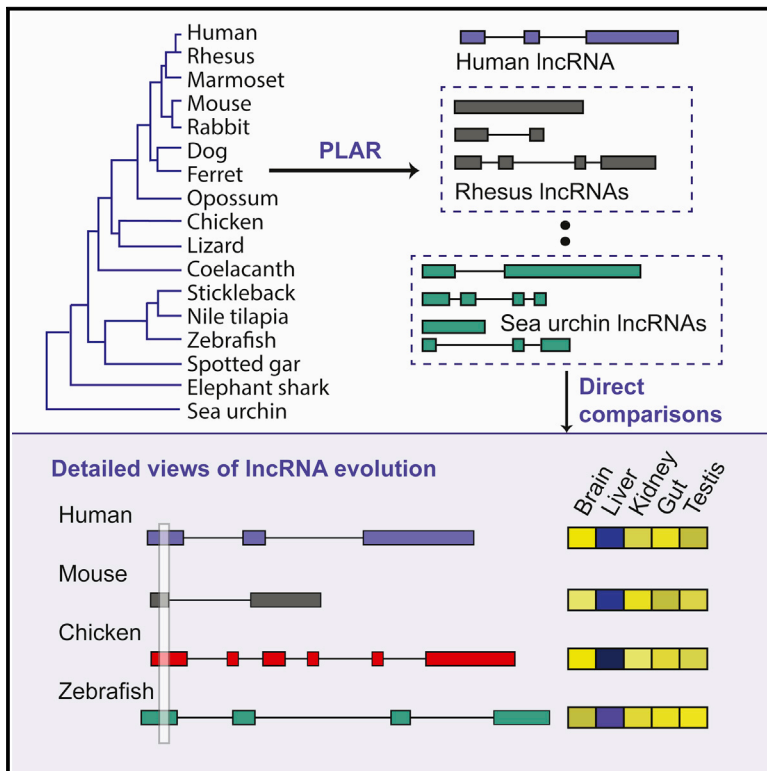 Human
Rhesus
Marmoset
Mouse
Rabbit
Dog
Ferret
Opossum
Chicken
Lizard
Coelacanth
Stickleback
Nile tilapia
Zebrafish
Spotted gar
Elephant shark
Sea urchin
PLAR
Human lncRNA
Rhesus lncRNAs
Sea urchin lncRNAs
Direct
comparisons
Detailed views of lncRNA evolution
Brain
Liver
Kidney
Gut
Testis
Human
Mouse
Chicken
Zebrafish